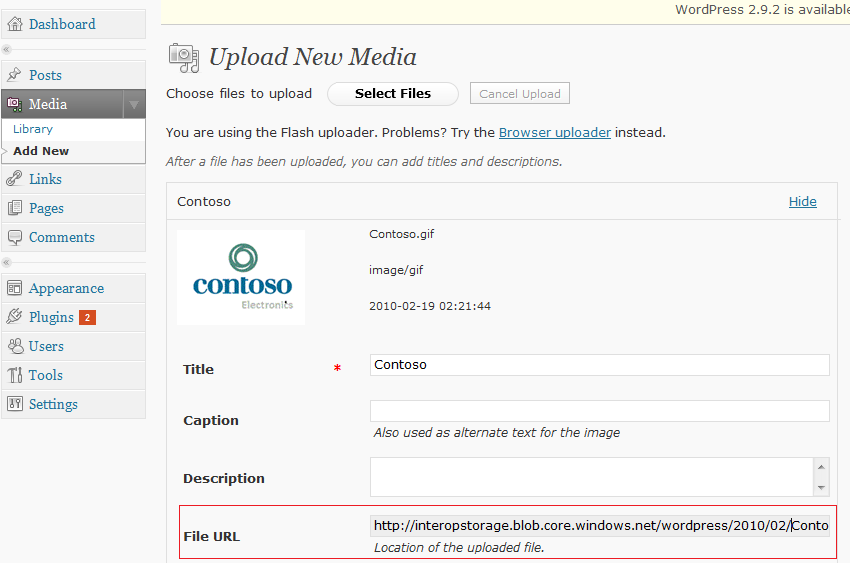 WordPress 2.9.2 is available
Dashboard
Posts
Media
Library
Add New
Links
Pages
Comments
Appearance
Plugins 2
Users
Tools
Settings
Upload New Media
Choose files to upload Select Files Cancel Upload
You are using the Flash uploader. Problems? Try the Browser uploader instead.
After a file has been uploaded, you can add titles and descriptions.
Contoso Hide
contoso
Electronics
Contoso.gif
image/gif
2010-02-19 02:21:44
Title * Contoso
Caption
Also used as alternate text for the image
Description
File URL http://interopstorage.blob.core.windows.net/wordpress/2010/02/Conto
Location of the uploaded file.